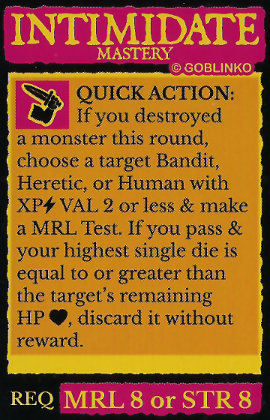 INTIMIDATE
MASTERY
© GOBLINKO
QUICK ACTION:
If you destroyed
a monster this round,
choose a target Bandit,
Heretic, or Human with
XP⚡ VAL 2 or less & make
a MRL Test. If you pass &
your highest single die is
equal to or greater than
the target's remaining
HP ♥, discard it without
reward.
REQ MRL 8 or STR 8